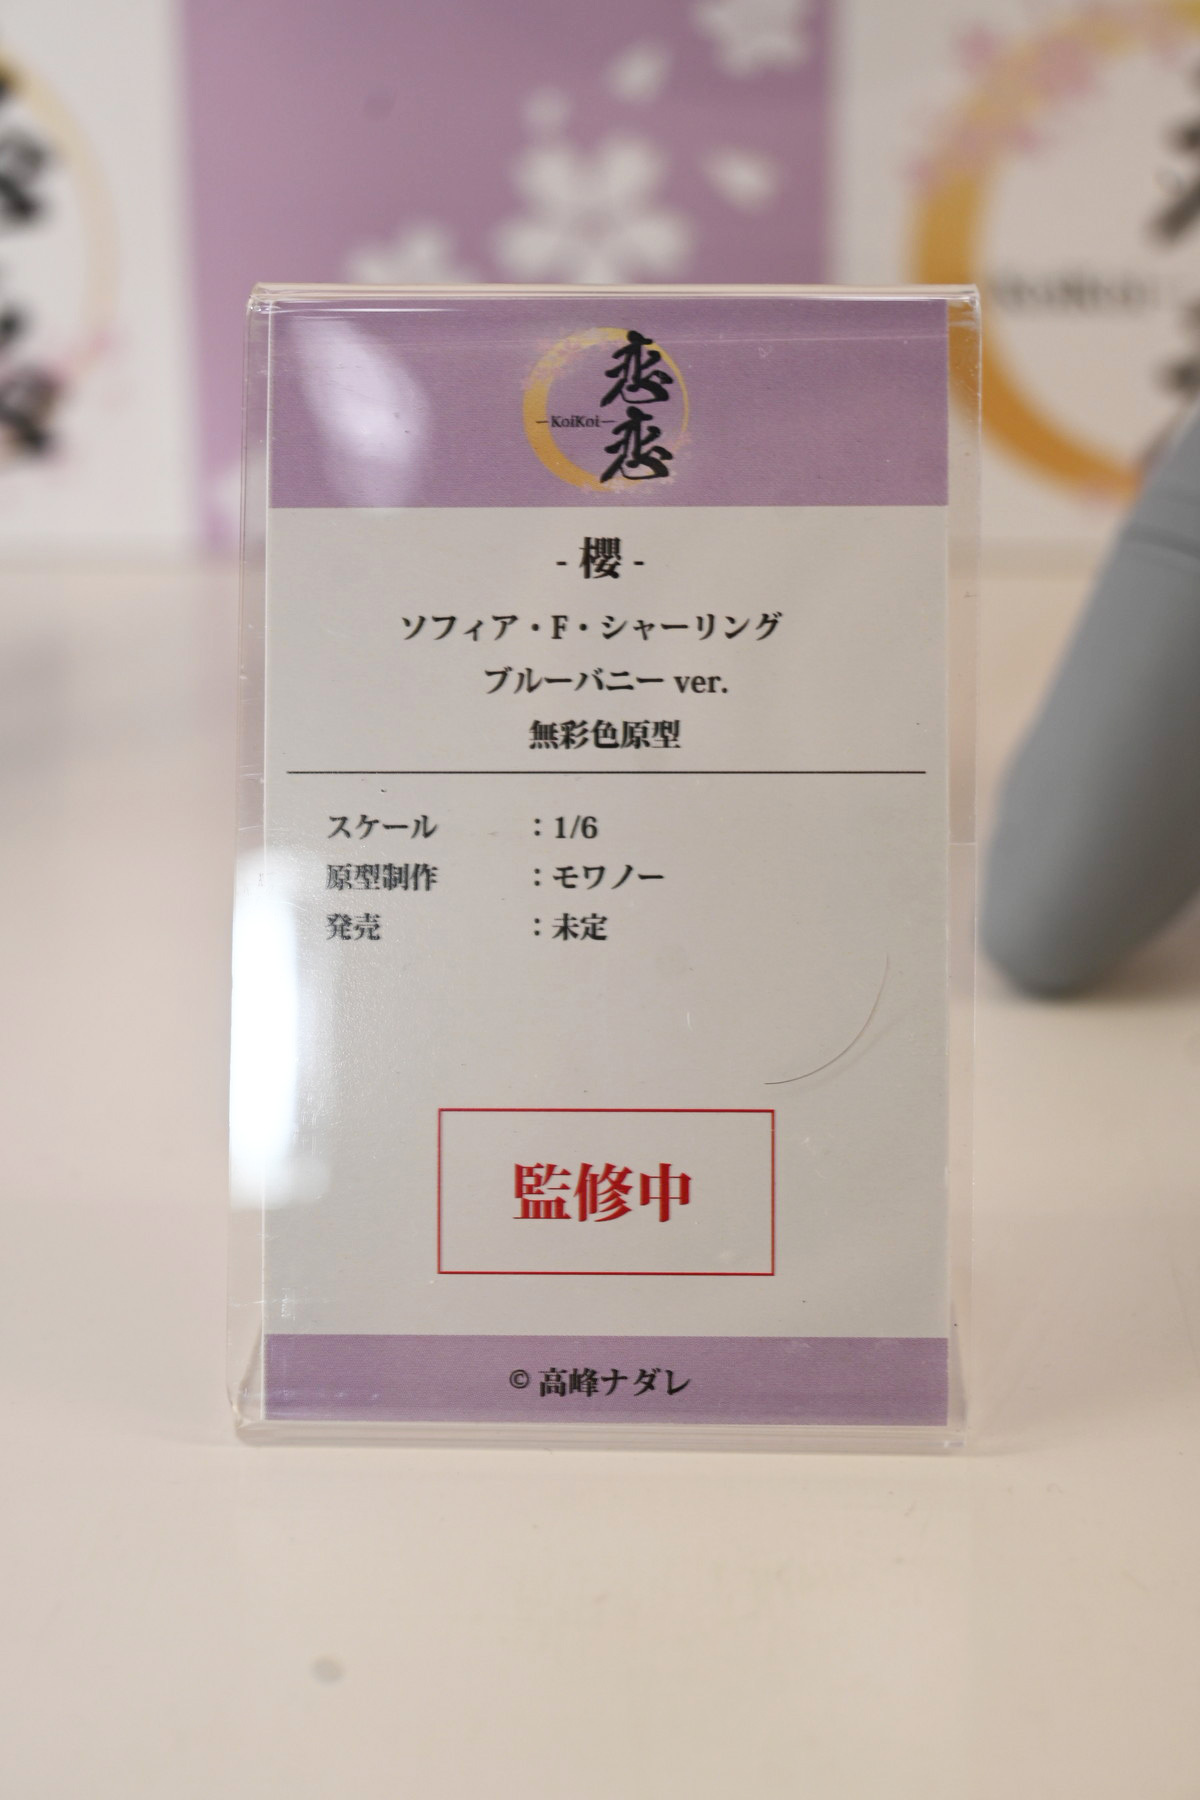 恋恋
—KoiKoi—
- 櫻 -
ソフィア・F・シャーリング
ブルーバニー ver.
無彩色原型
スケール ：1/6
原型制作 ：モワノー
発売 ：未定
監修中
© 高峰ナダレ